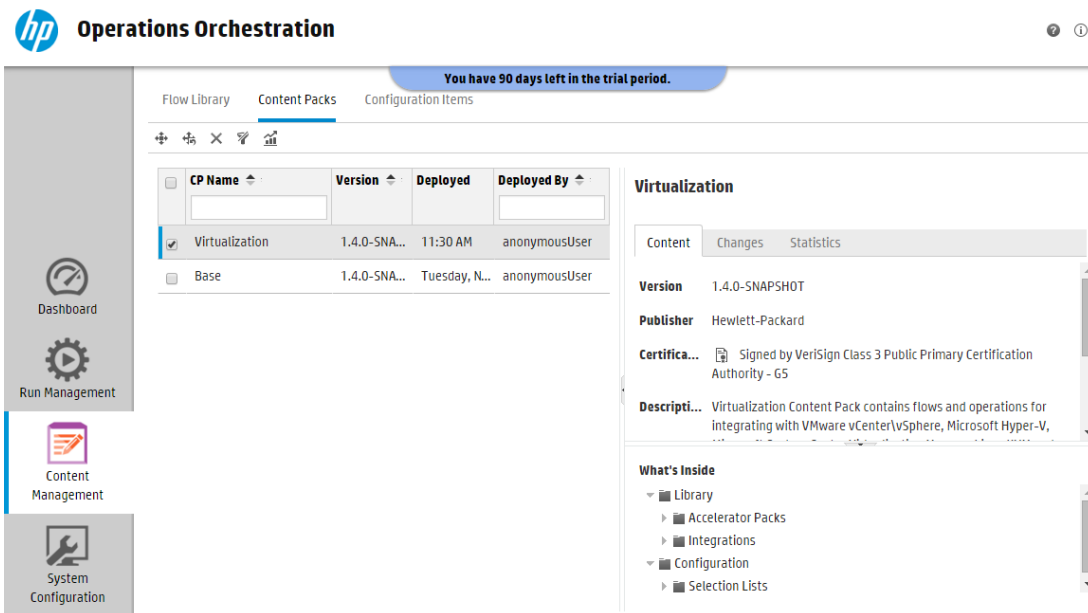 hp
Operations Orchestration
You have 90 days left in the trial period.
Flow Library Content Packs Configuration Items
CP Name Version Deployed Deployed By
Virtualization 1.4.0-SNA... 11:30 AM anonymousUser
Base 1.4.0-SNA... Tuesday, N... anonymousUser
Dashboard
Run Management
Content
Management
System
Configuration
Virtualization
Content Changes Statistics
Version 1.4.0-SNAPSHOT
Publisher Hewlett-Packard
Certifica... Signed by VeriSign Class 3 Public Primary Certification
Authority - G5
Descripti... Virtualization Content Pack contains flows and operations for
integrating with VMware vCenter\vSphere, Microsoft Hyper-V,
What's Inside
Library
Accelerator Packs
Integrations
Configuration
Selection Lists